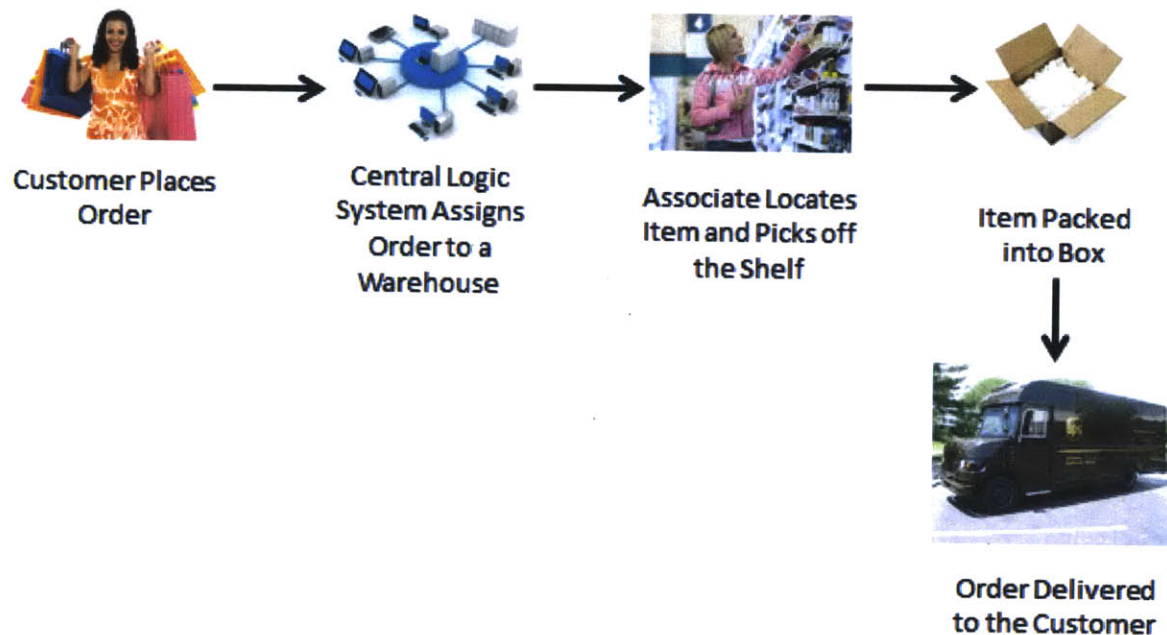 Customer Places
Order
Central Logic
System Assigns
Order to a
Warehouse
Associate Locates
Item and Picks off
the Shelf
Item Packed
into Box
Order Delivered
to the Customer